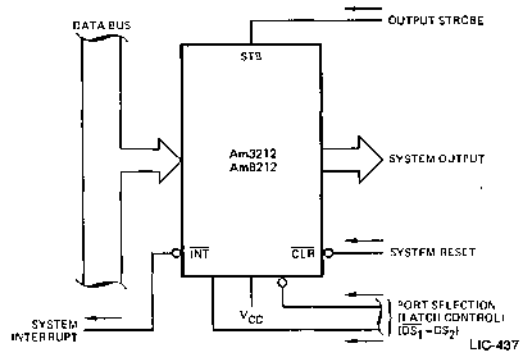 DATA BUS
OUTPUT STROBE
STB
Am3212
Am8212
SYSTEM OUTPUT
INT
CLR
SYSTEM RESET
VCC
SYSTEM
INTERRUPT
PORT SELECTION
(LATCH CONTROL)
(DS1-DS2)
LIC-437